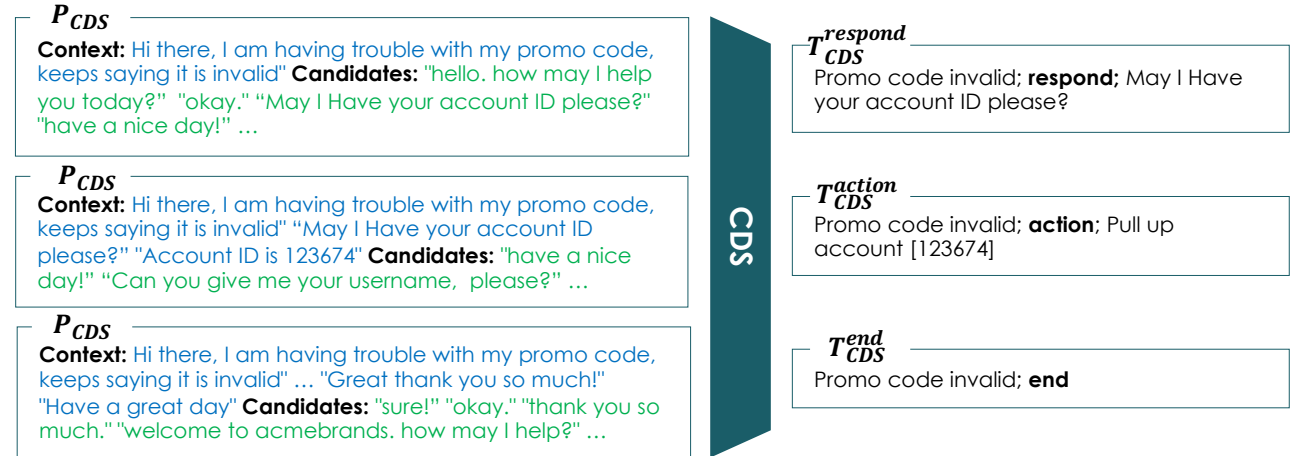 P_CDS
Context: Hi there, I am having trouble with my promo code,
keeps saying it is invalid" Candidates: "hello. how may I help
you today?” "okay." “May I Have your account ID please?"
"have a nice day!” …
P_CDS
Context: Hi there, I am having trouble with my promo code,
keeps saying it is invalid" “May I Have your account ID
please?” "Account ID is 123674" Candidates: "have a nice
day!” “Can you give me your username, please?” …
P_CDS
Context: Hi there, I am having trouble with my promo code,
keeps saying it is invalid" … "Great thank you so much!"
"Have a great day" Candidates: "sure!” "okay." "thank you so
much." "welcome to acmebrands. how may I help?" …
CDS
T_CDS^respond
Promo code invalid; respond; May I Have
your account ID please?
T_CDS^action
Promo code invalid; action; Pull up
account [123674]
T_CDS^end
Promo code invalid; end